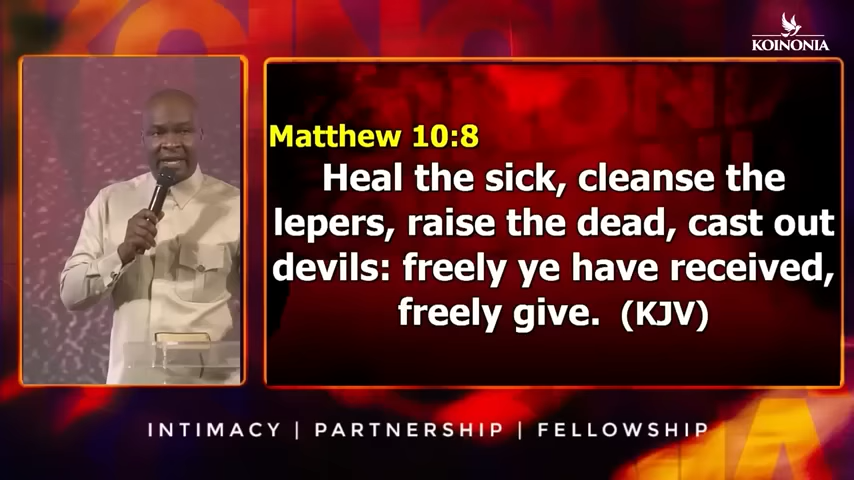 KOINONIA
Matthew 10:8
Heal the sick, cleanse the
lepers, raise the dead, cast out
devils: freely ye have received,
freely give. (KJV)
INTIMACY | PARTNERSHIP | FELLOWSHIP